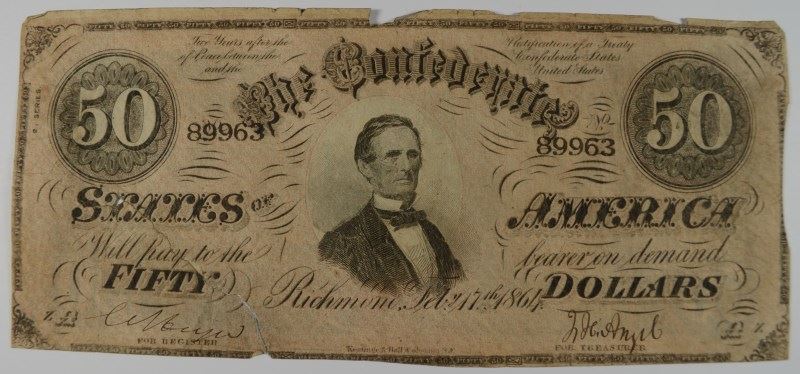 Two Years after the
of Peace between the
and the
Ratification of a Treaty
Confederate States
United States
The Confederate
50
50
2 SERIES
89963
No
89963
STATES OF
AMERICA
Will pay to the
bearer on demand
FIFTY
DOLLARS
Richmond, Feb.y 17th 1864.
FOR REGISTER
FOR TREASURER